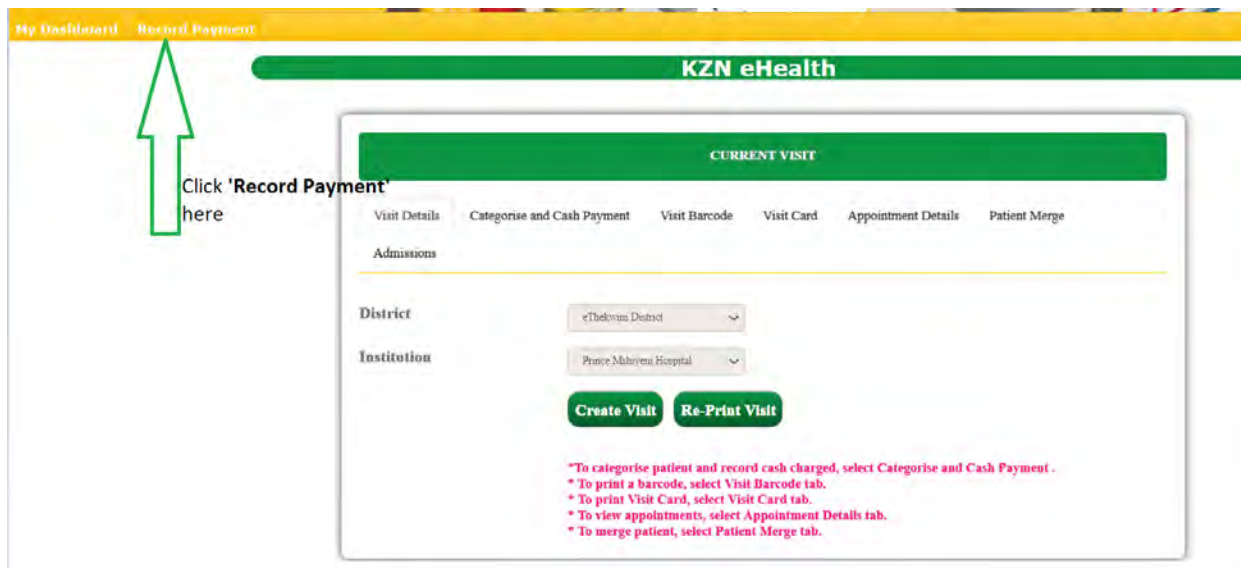 My Dashboard Record Payment
KZN eHealth
CURRENT VISIT
Click 'Record Payment'
here
Visit Details Categorise and Cash Payment Visit Barcode Visit Card Appointment Details Patient Merge
Admissions
District eThekwini District
Institution Prince Mshiyeni Hospital
Create Visit Re-Print Visit
*To categorise patient and record cash charged, select Categorise and Cash Payment .
* To print a barcode, select Visit Barcode tab.
* To print Visit Card, select Visit Card tab.
* To view appointments, select Appointment Details tab.
* To merge patient, select Patient Merge tab.